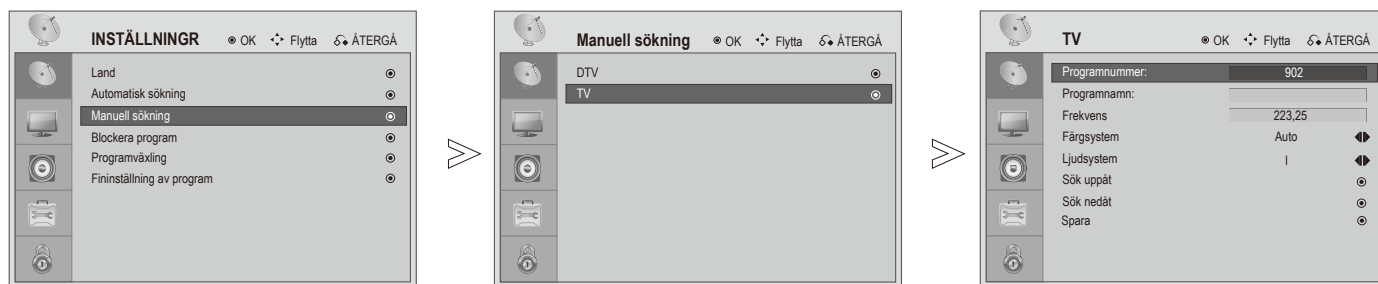 INSTÄLLNINGR OK Flytta ÅTERGÅ
Land
Automatisk sökning
Manuell sökning
Blockera program
Programväxling
Fininställning av program
Manuell sökning OK Flytta ÅTERGÅ
DTV
TV
TV OK Flytta ÅTERGÅ
Programnummer: 902
Programnamn:
Frekvens 223,25
Färgsystem Auto
Ljudsystem I
Sök uppåt
Sök nedåt
Spara